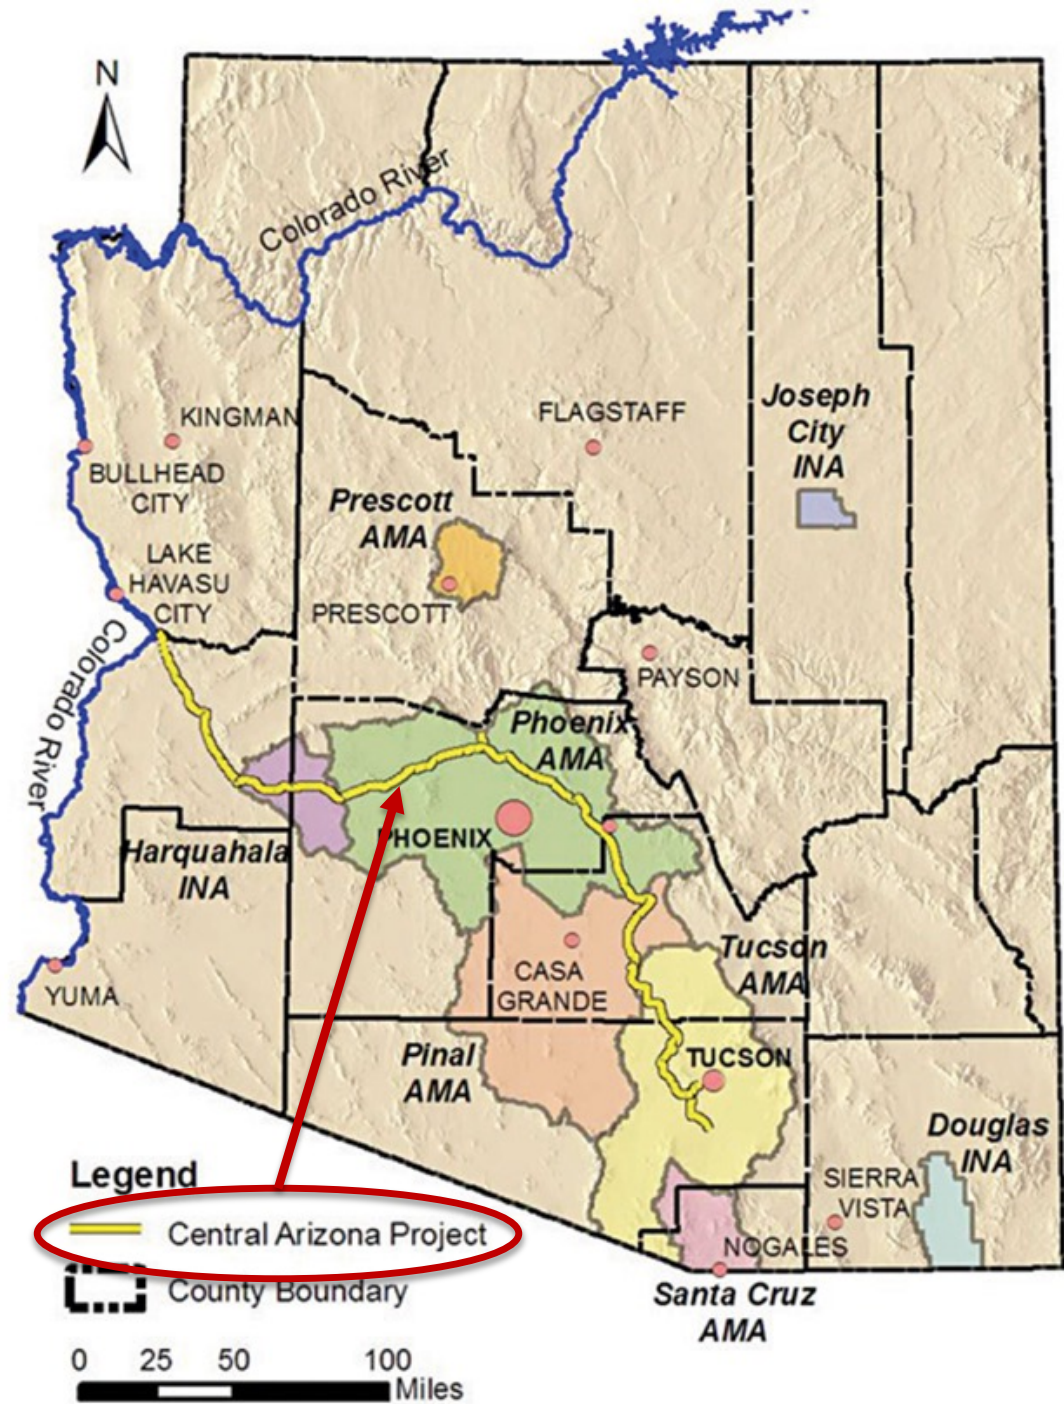 N
Colorado River
KINGMAN
FLAGSTAFF
Joseph
City
INA
BULLHEAD
CITY
Prescott
AMA
LAKE
HAVASU
CITY
PRESCOTT
Colorado River
PAYSON
Phoenix
AMA
PHOENIX
Harquahala
INA
Tucson
AMA
CASA
GRANDE
YUMA
Pinal
AMA
TUCSON
Douglas
INA
SIERRA
VISTA
NOGALES
Santa Cruz
AMA
Legend
Central Arizona Project
County Boundary
0 25 50 100
Miles